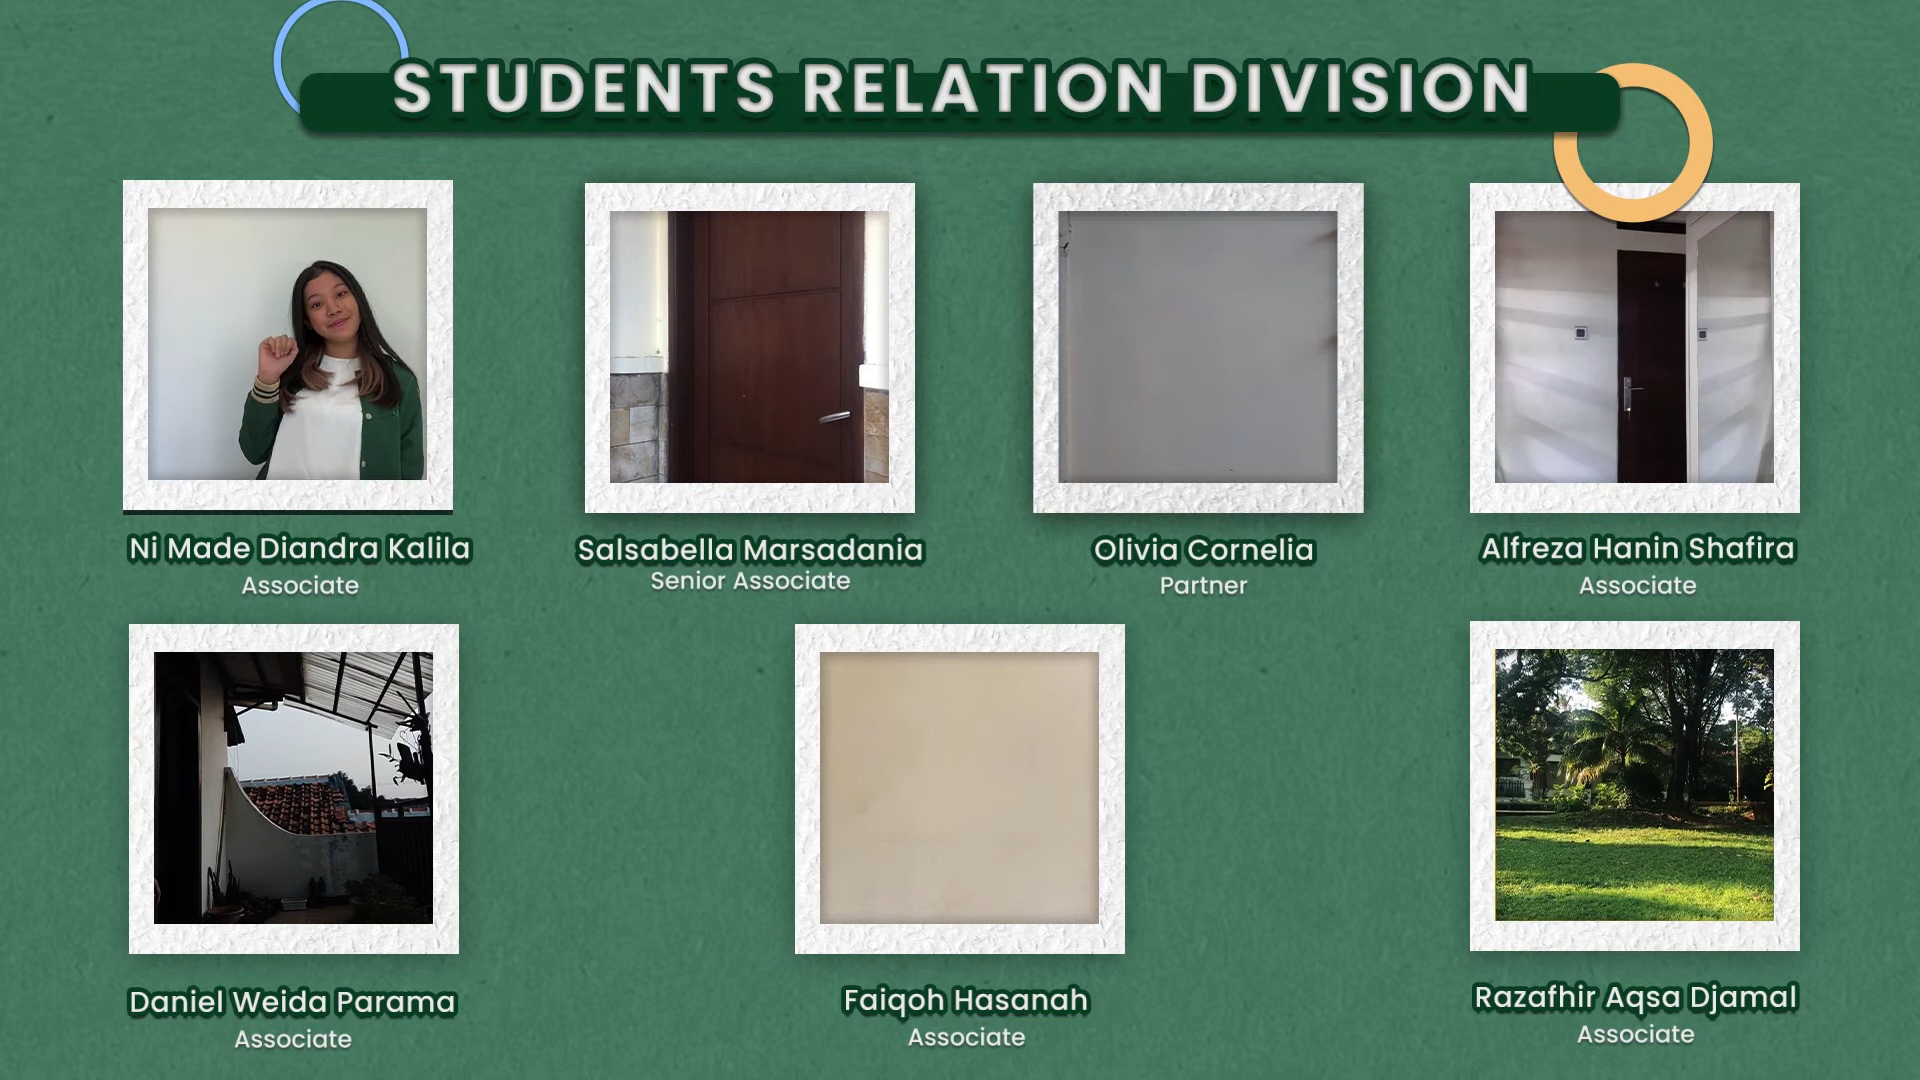 STUDENTS RELATION DIVISION
Ni Made Diandra Kalila
Associate
Salsabella Marsadania
Senior Associate
Olivia Cornelia
Partner
Alfreza Hanin Shafira
Associate
Daniel Weida Parama
Associate
Faiqoh Hasanah
Associate
Razafhir Aqsa Djamal
Associate